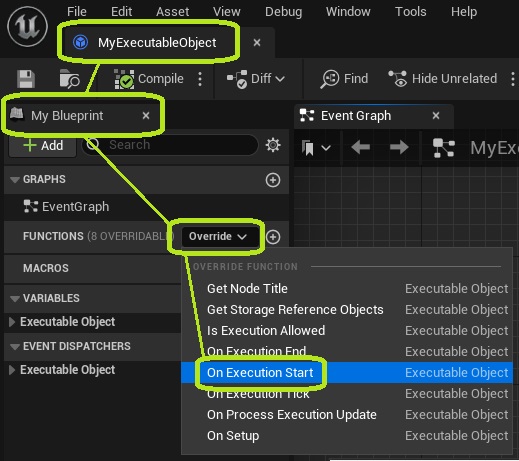 File Edit Asset View Debug Window Tools Help
MyExecutableObject
Compile Diff Find Hide Unrelated
My Blueprint
Event Graph
Add Search
GRAPHS
EventGraph
FUNCTIONS (8 OVERRIDABLE) Override
MACROS
OVERRIDE FUNCTION
Get Node Title Executable Object
VARIABLES
Get Storage Reference Objects Executable Object
Executable Object
Is Execution Allowed Executable Object
EVENT DISPATCHERS
On Execution End Executable Object
Executable Object
On Execution Start Executable Object
On Execution Tick Executable Object
On Process Execution Update Executable Object
On Setup Executable Object